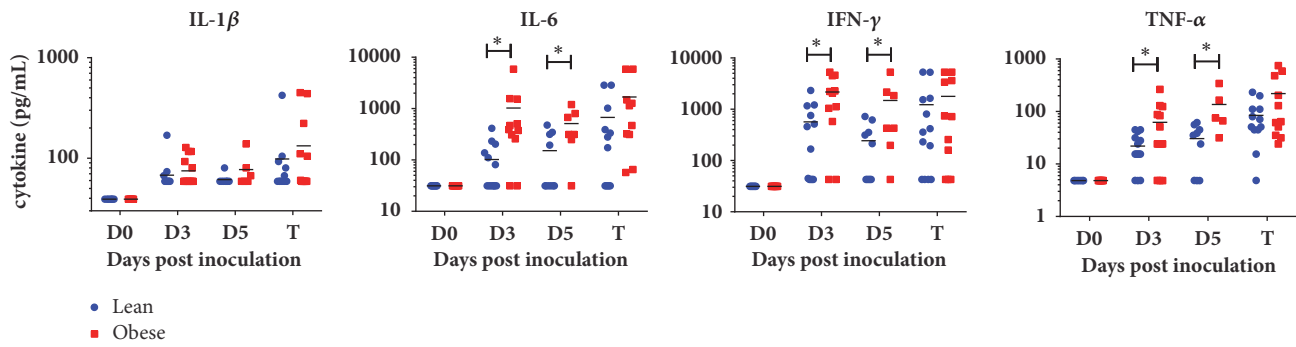 IL-1β
cytokine (pg/mL)
1000
100
D0 D3 D5 T
Days post inoculation
IL-6
10000
1000
100
10
* *
D0 D3 D5 T
Days post inoculation
IFN-γ
10000
1000
100
10
* *
D0 D3 D5 T
Days post inoculation
TNF-α
1000
100
10
1
* *
D0 D3 D5 T
Days post inoculation
Lean
Obese